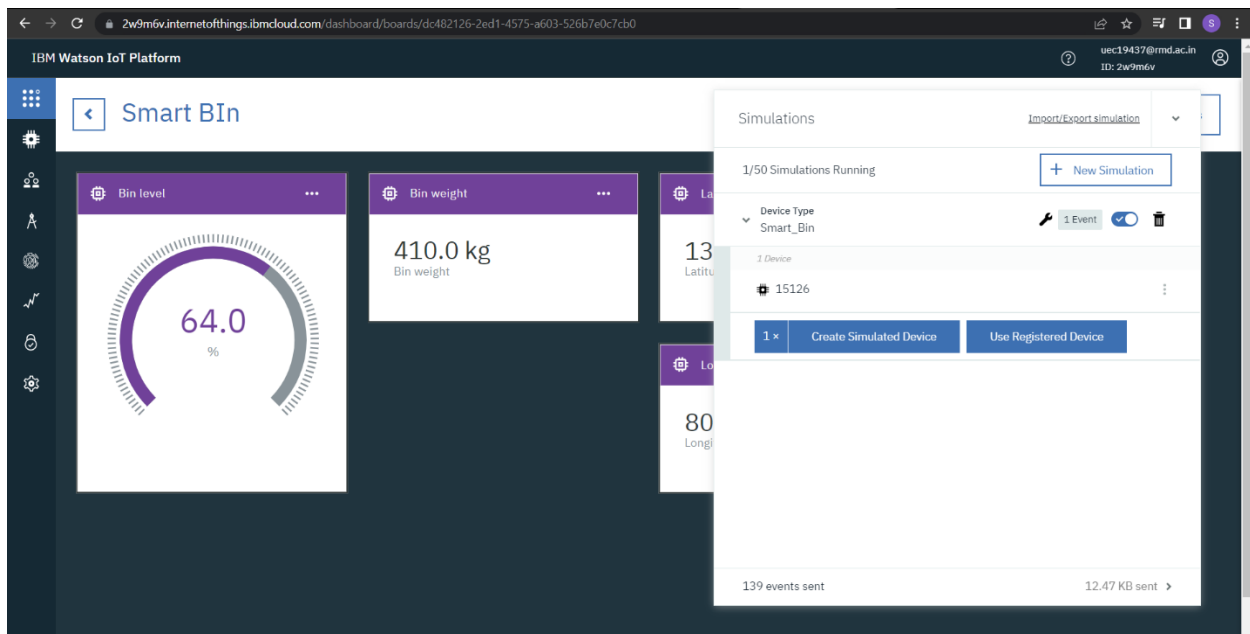 2w9m6v.internetofthings.ibmcloud.com/dashboard/boards/dc482126-2ed1-4575-a603-526b7e0c7cb0
S
IBM Watson IoT Platform
uec19437@rmd.ac.in
ID: 2w9m6v
Smart BIn
Simulations
Import/Export simulation
1/50 Simulations Running
+ New Simulation
Device Type
Smart_Bin
1 Event
1 Device
15126
1 ×
Create Simulated Device
Use Registered Device
139 events sent
12.47 KB sent
Bin level
64.0
%
Bin weight
410.0 kg
Bin weight
La
13
Latitu
Lo
80
Longi